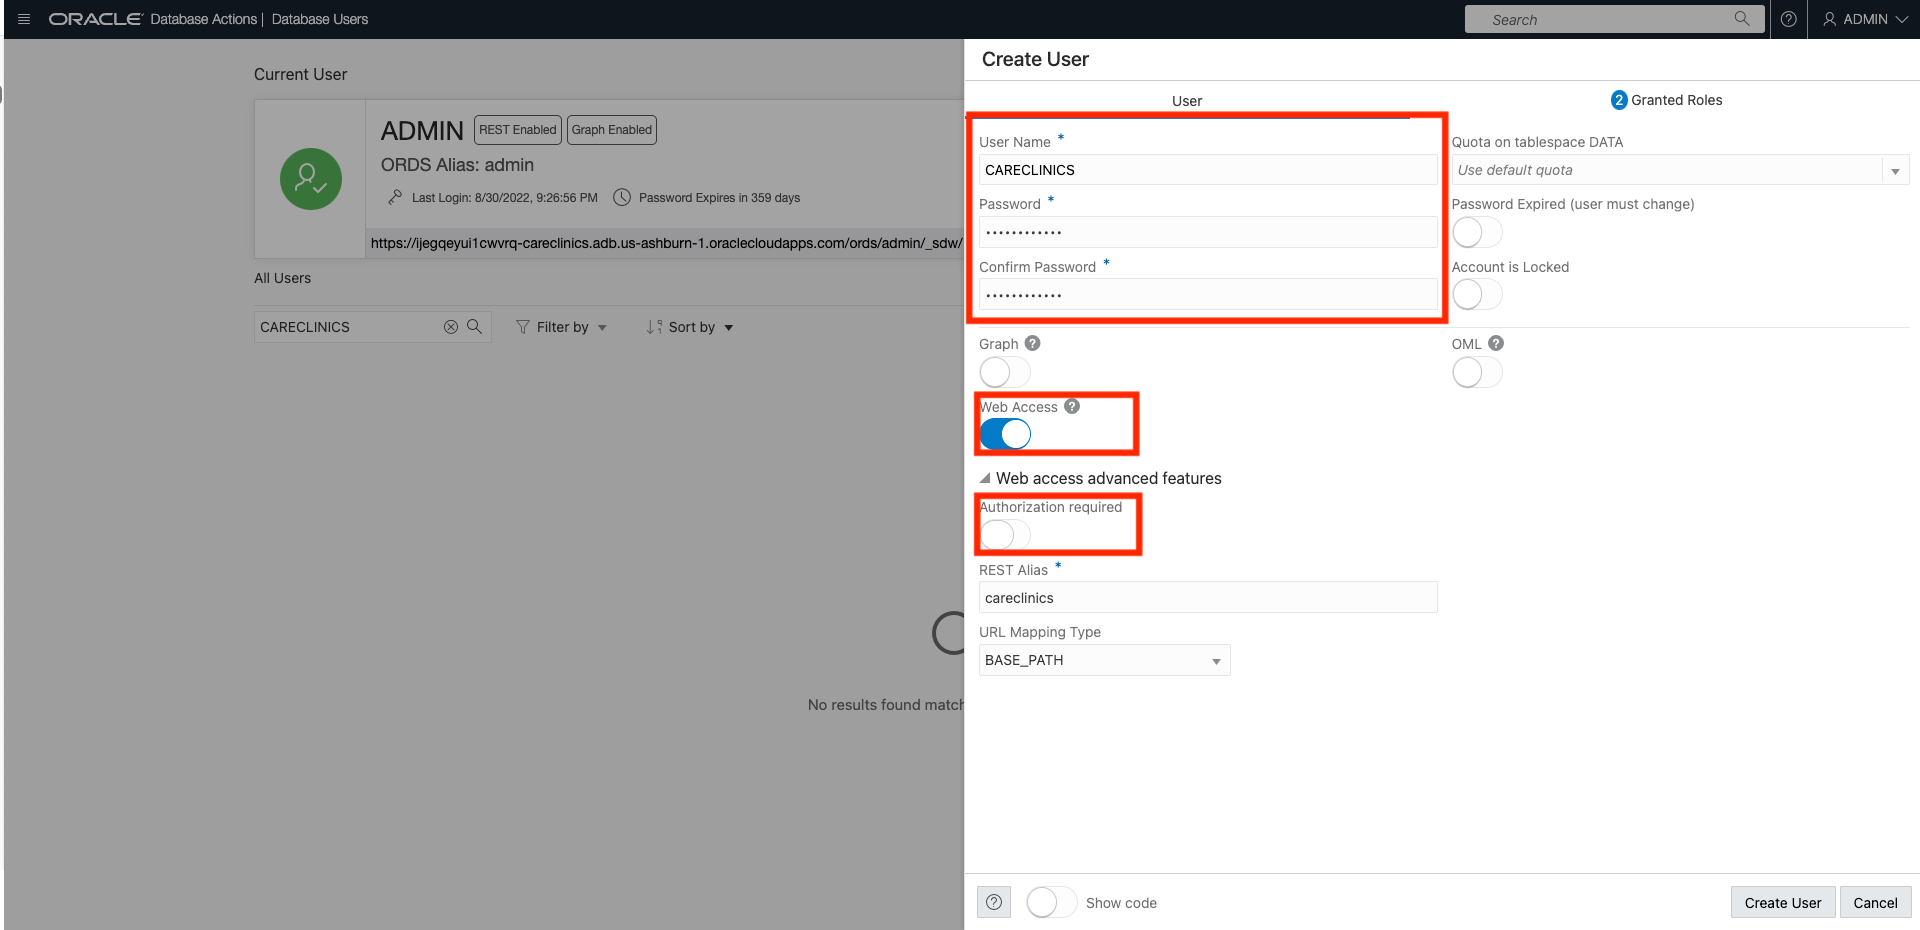 ORACLE Database Actions | Database Users
Search
ADMIN
Current User
ADMIN REST Enabled Graph Enabled
ORDS Alias: admin
Last Login: 8/30/2022, 9:26:56 PM Password Expires in 359 days
https://ijegqeyui1cwvrq-careclinics.adb.us-ashburn-1.oraclecloudapps.com/ords/admin/_sdw/
All Users
CARECLINICS
Filter by
Sort by
No results found match
Create User
User
2 Granted Roles
User Name *
CARECLINICS
Quota on tablespace DATA
Use default quota
Password *
••••••••••••
Password Expired (user must change)
Confirm Password *
••••••••••••
Account is Locked
Graph ?
OML ?
Web Access ?
Web access advanced features
Authorization required
REST Alias *
careclinics
URL Mapping Type
BASE_PATH
? Show code
Create User
Cancel